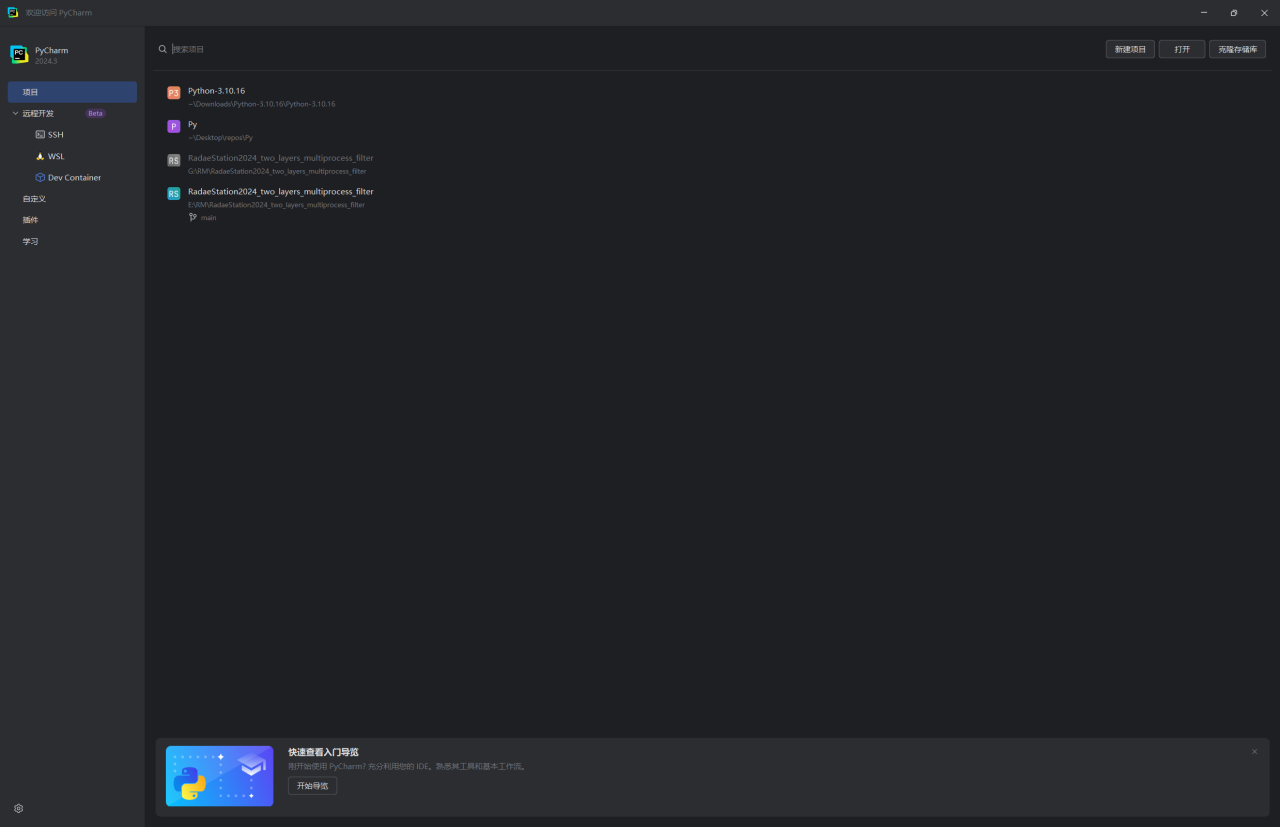 欢迎访问 PyCharm
PyCharm
2024.3
项目
远程开发 Beta
SSH
WSL
Dev Container
自定义
插件
学习
搜索项目
新建项目 打开 克隆存储库
P3 Python-3.10.16
~\Downloads\Python-3.10.16\Python-3.10.16
P Py
~\Desktop\repos\Py
RS RadaeStation2024_two_layers_multiprocess_filter
G:\RM\RadaeStation2024_two_layers_multiprocess_filter
RS RadaeStation2024_two_layers_multiprocess_filter
E:\RM\RadaeStation2024_two_layers_multiprocess_filter
main
快速查看入门导览
刚开始使用 PyCharm? 充分利用您的 IDE。熟悉其工具和基本工作流。
开始导览